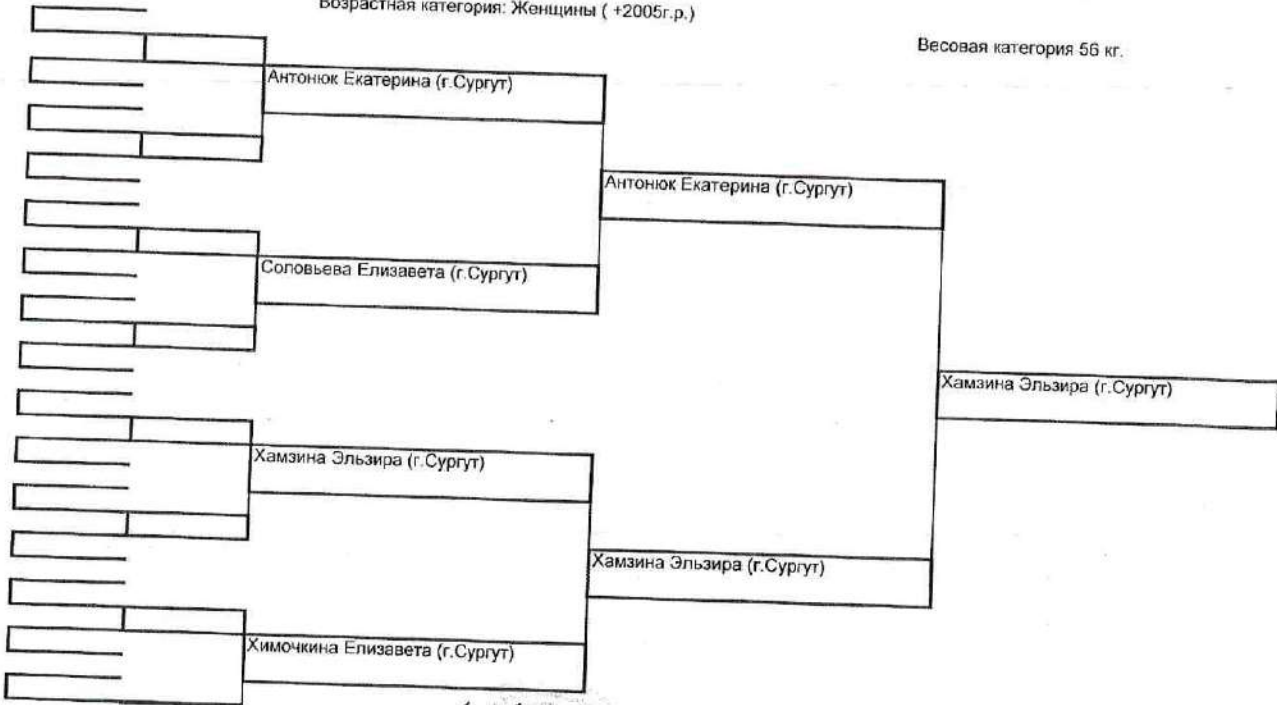 Возрастная категория: Женщины ( +2005г.р.)
Весовая категория 56 кг.
Антонюк Екатерина (г.Сургут)
Антонюк Екатерина (г.Сургут)
Соловьева Елизавета (г.Сургут)
Хамзина Эльзира (г.Сургут)
Хамзина Эльзира (г.Сургут)
Хамзина Эльзира (г.Сургут)
Химочкина Елизавета (г.Сургут)